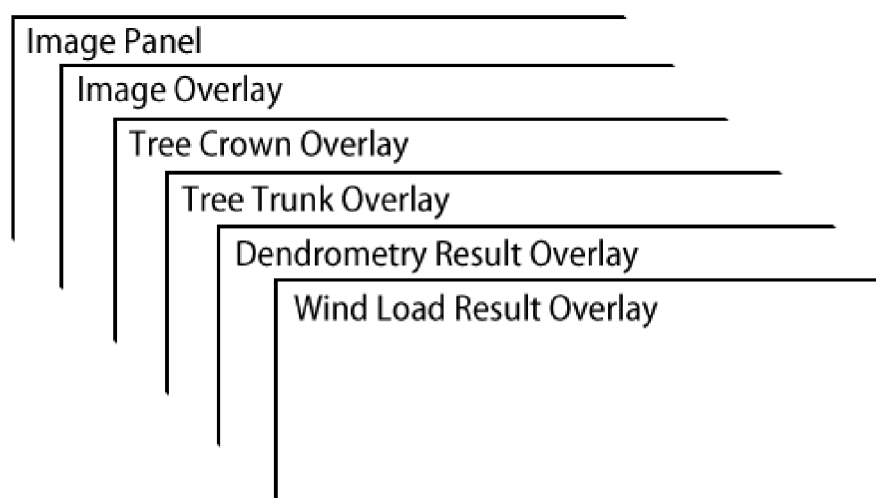 Image Panel
Image Overlay
Tree Crown Overlay
Tree Trunk Overlay
Dendrometry Result Overlay
Wind Load Result Overlay